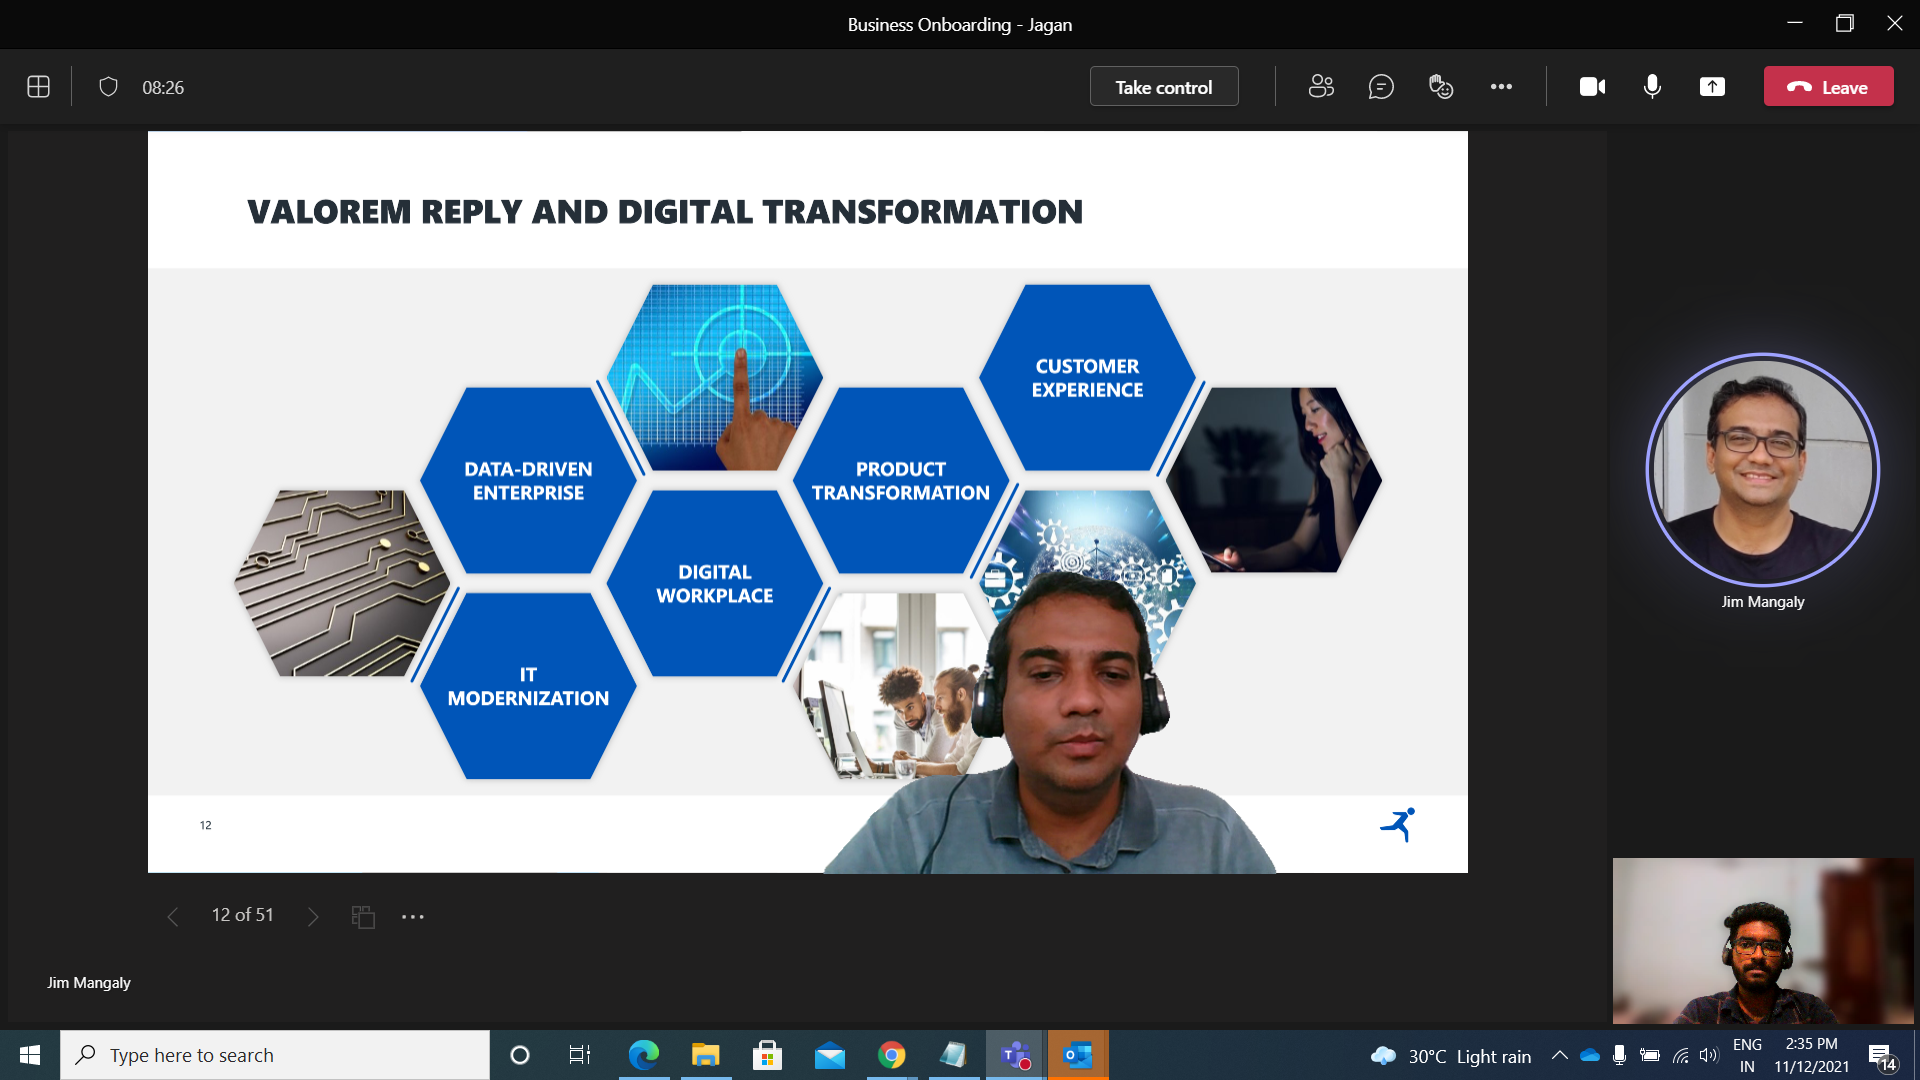 Business Onboarding - Jagan
08:26
Take control
Leave
VALOREM REPLY AND DIGITAL TRANSFORMATION
CUSTOMER
EXPERIENCE
DATA-DRIVEN
ENTERPRISE
PRODUCT
TRANSFORMATION
DIGITAL
WORKPLACE
IT
MODERNIZATION
12
Jim Mangaly
12 of 51
Jim Mangaly
Type here to search
30°C Light rain
ENG
IN
2:35 PM
11/12/2021
14